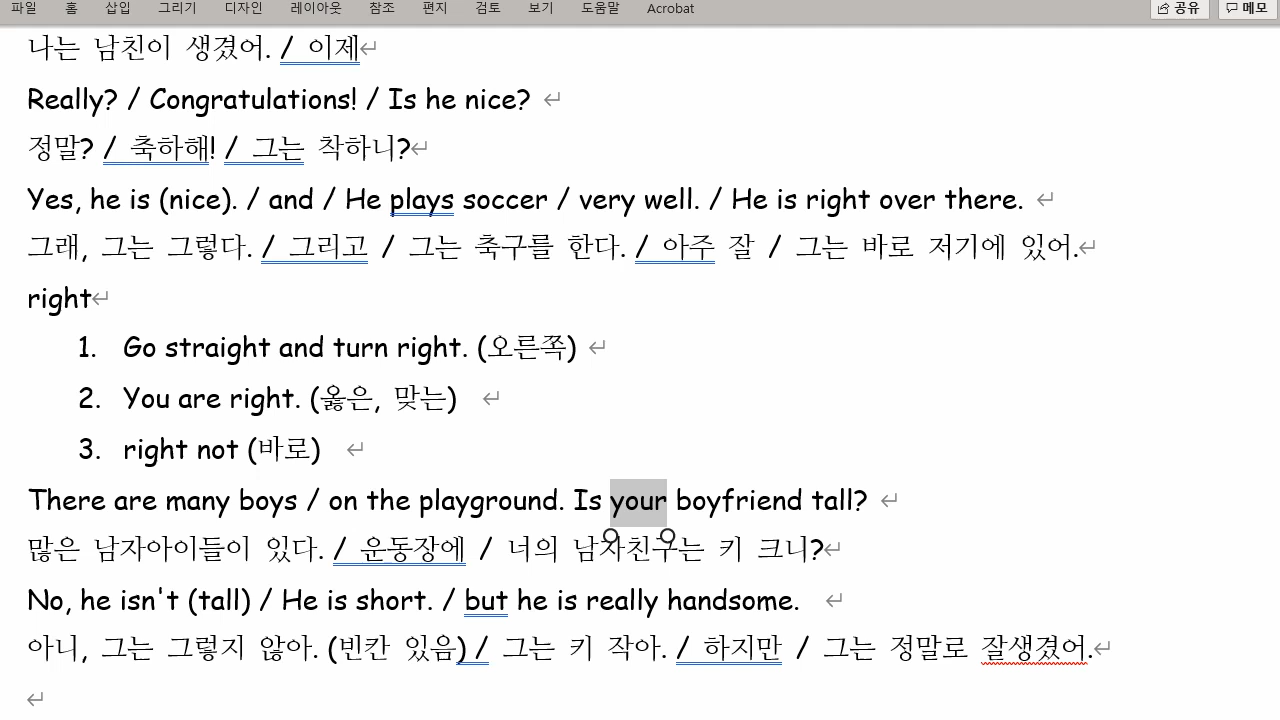 파일 홈 삽입 그리기 디자인 레이아웃 참조 편지 검토 보기 도움말 Acrobat 공유 메모
나는 남친이 생겼어. / 이제
Really? / Congratulations! / Is he nice?
정말? / 축하해! / 그는 착하니?
Yes, he is (nice). / and / He plays soccer / very well. / He is right over there.
그래, 그는 그렇다. / 그리고 / 그는 축구를 한다. / 아주 잘 / 그는 바로 저기에 있어.
right
1. Go straight and turn right. (오른쪽)
2. You are right. (옳은, 맞는)
3. right not (바로)
There are many boys / on the playground. Is your boyfriend tall?
많은 남자아이들이 있다. / 운동장에 / 너의 남자친구는 키 크니?
No, he isn't (tall) / He is short. / but he is really handsome.
아니, 그는 그렇지 않아. (빈칸 있음) / 그는 키 작아. / 하지만 / 그는 정말로 잘생겼어.